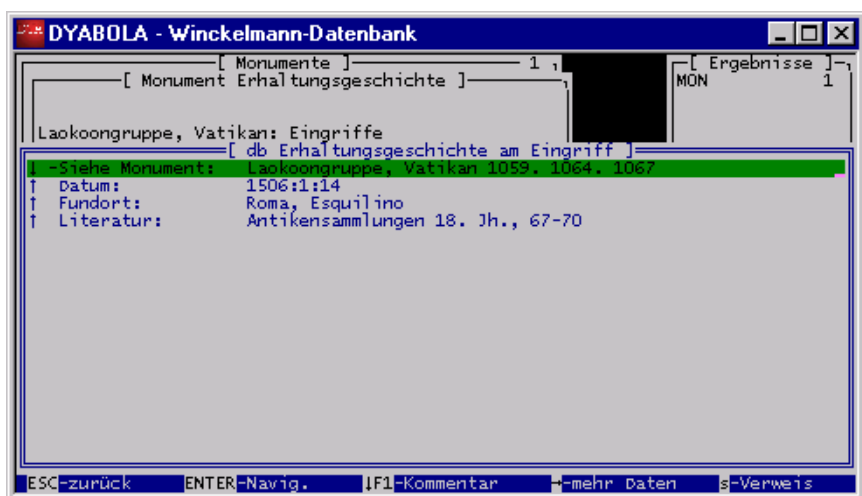 DYABOLA - Winckelmann-Datenbank
[ Monumente ] 1
[ Ergebnisse ]
[ Monument Erhaltungsgeschichte ]
MON 1
Laokoongruppe, Vatikan: Eingriffe
[ db Erhaltungsgeschichte am Eingriff ]
↓ -Siehe Monument: Laokoongruppe, Vatikan 1059. 1064. 1067
↑ Datum: 1506:1:14
↑ Fundort: Roma, Esquilino
↑ Literatur: Antikensammlungen 18. Jh., 67-70
ESC-zurück ENTER-Navig. ↓F1-Kommentar →-mehr Daten s-Verweis